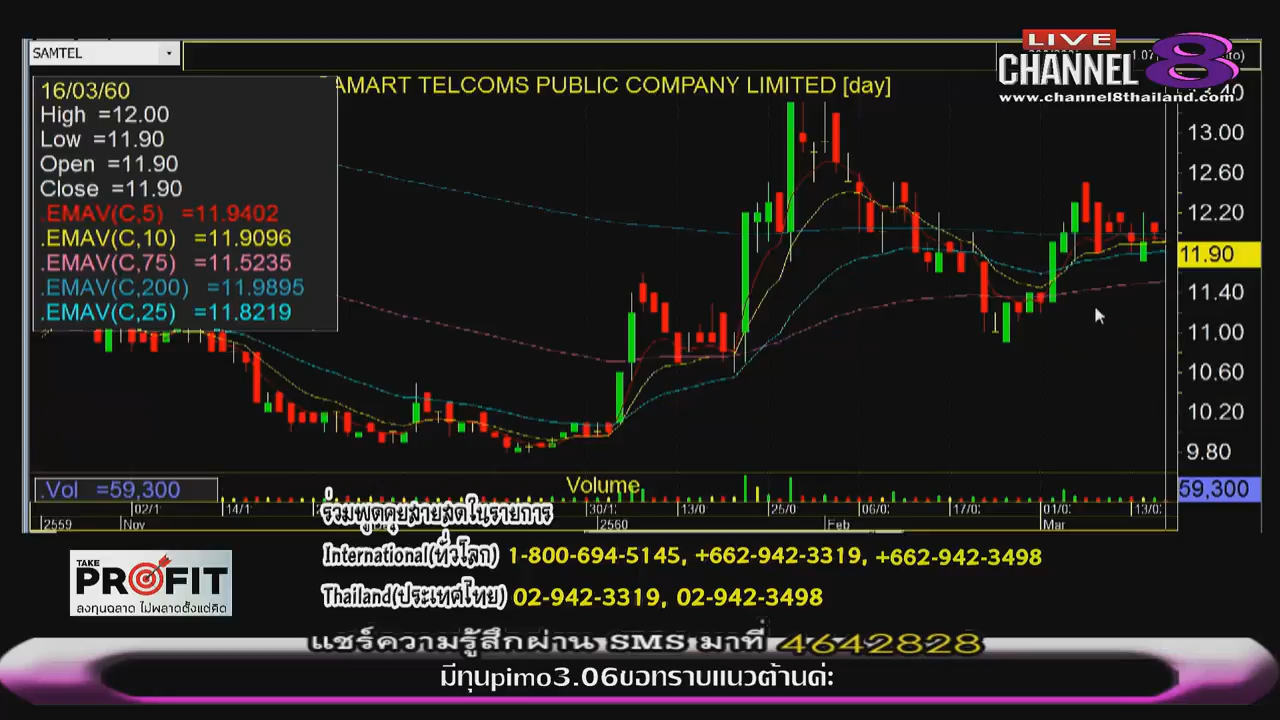 SAMTEL
LIVE
CHANNEL 8
www.channel8thailand.com
AMART TELCOMS PUBLIC COMPANY LIMITED [day]
16/03/60
High =12.00
Low =11.90
Open =11.90
Close =11.90
.EMAV(C,5) =11.9402
.EMAV(C,10) =11.9096
.EMAV(C,75) =11.5235
.EMAV(C,200) =11.9895
.EMAV(C,25) =11.8219
13.00
12.60
12.20
11.90
11.40
11.00
10.60
10.20
9.80
.Vol =59,300
Volume
59,300
02/1 14/1 30/1 13/0 25/0 06/0 17/0 01/0 13/0
2559 Nov 2560 Feb Mar
ร่วมพูดคุยสายสดในรายการ
International(ทั่วโลก) 1-800-694-5145, +662-942-3319, +662-942-3498
Thailand(ประเทศไทย) 02-942-3319, 02-942-3498
TAKE
PROFIT
ลงทุนฉลาด ไม่พลาดตั้งแต่คิด
แชร์ความรู้สึกผ่าน SMS มาที่ 4642828
มีทุนpimo3.06ขอทราบแนวต้านค่ะ